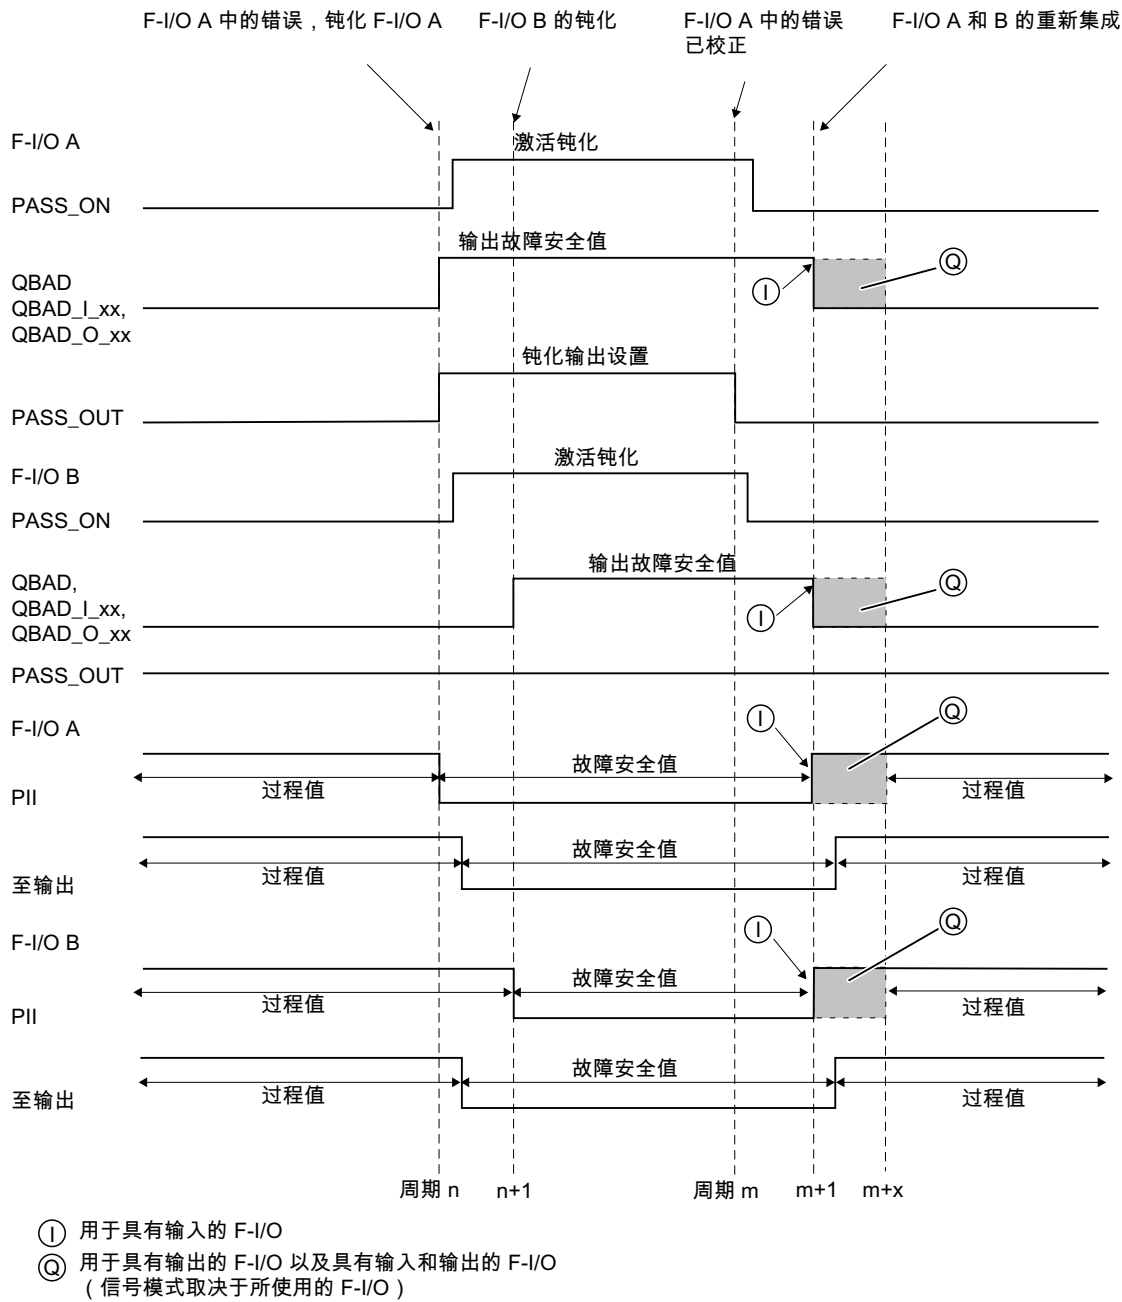 F-I/O A 中的错误，钝化 F-I/O A
F-I/O B 的钝化
F-I/O A 中的错误
已校正
F-I/O A 和 B 的重新集成
F-I/O A
激活钝化
PASS_ON
输出故障安全值
QBAD
QBAD_I_xx,
QBAD_O_xx
I
Q
钝化输出设置
PASS_OUT
激活钝化
F-I/O B
PASS_ON
输出故障安全值
QBAD,
QBAD_I_xx,
QBAD_O_xx
I
Q
PASS_OUT
F-I/O A
I
Q
PII
过程值
故障安全值
过程值
至输出
过程值
故障安全值
过程值
F-I/O B
I
Q
PII
过程值
故障安全值
过程值
至输出
过程值
故障安全值
过程值
周期 n
n+1
周期 m
m+1
m+x
I 用于具有输入的 F-I/O
Q 用于具有输出的 F-I/O 以及具有输入和输出的 F-I/O
（信号模式取决于所使用的 F-I/O）